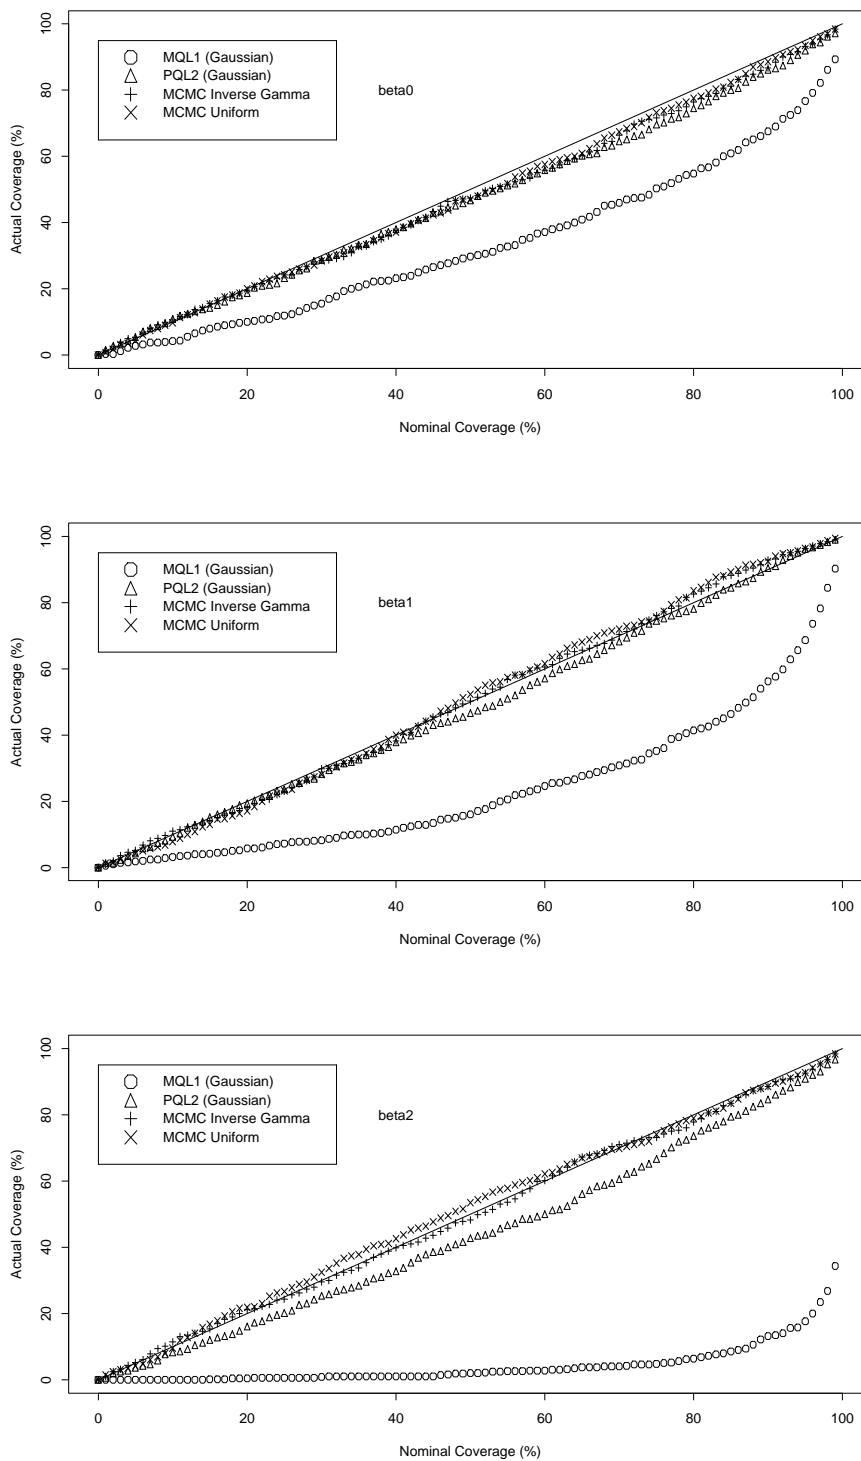 100
MQL1 (Gaussian)
PQL2 (Gaussian)
MCMC Inverse Gamma
MCMC Uniform
beta0
80
60
40
20
0
Actual Coverage (%)
0 20 40 60 80 100
Nominal Coverage (%)
100
MQL1 (Gaussian)
PQL2 (Gaussian)
MCMC Inverse Gamma
MCMC Uniform
beta1
80
60
40
20
0
Actual Coverage (%)
0 20 40 60 80 100
Nominal Coverage (%)
100
MQL1 (Gaussian)
PQL2 (Gaussian)
MCMC Inverse Gamma
MCMC Uniform
beta2
80
60
40
20
0
Actual Coverage (%)
0 20 40 60 80 100
Nominal Coverage (%)